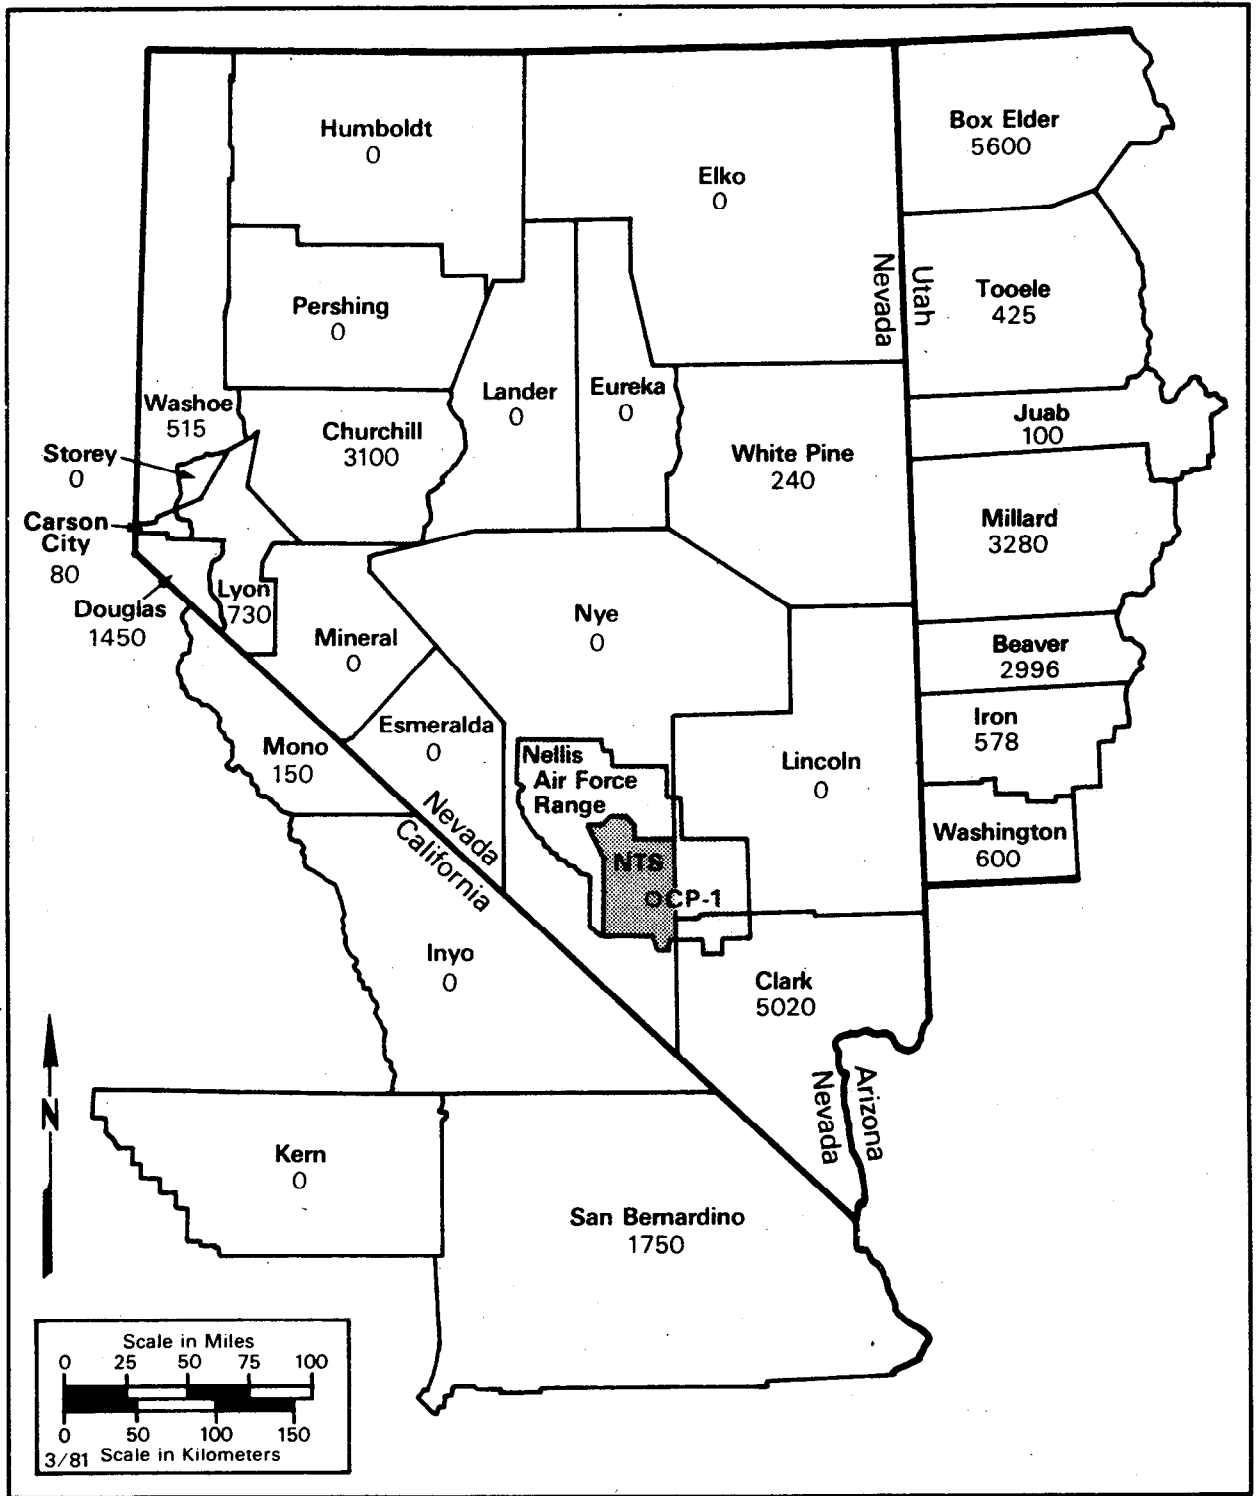 Humboldt
0
Elko
0
Box Elder
5600
Pershing
0
Nevada
Utah
Tooele
425
Washoe
515
Churchill
3100
Lander
0
Eureka
0
Juab
100
Storey
0
White Pine
240
Carson
City
80
Millard
3280
Douglas
1450
Lyon
730
Mineral
0
Nye
0
Beaver
2996
Mono
150
Esmeralda
0
Iron
578
Nellis
Air Force
Range
Lincoln
0
Nevada
California
Washington
600
NTS
CP-1
Inyo
0
Clark
5020
N
Nevada
Arizona
Kern
0
San Bernardino
1750
Scale in Miles
0 25 50 75 100
0 50 100 150
3/81 Scale in Kilometers